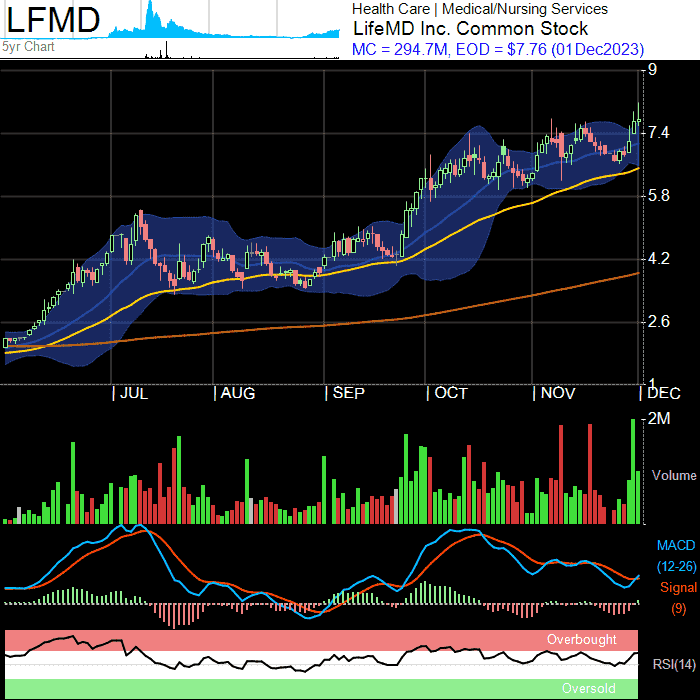 LFMD
5yr Chart
Health Care | Medical/Nursing Services
LifeMD Inc. Common Stock
MC = 294.7M, EOD = $7.76 (01Dec2023)
9
7.4
5.8
4.2
2.6
1
| JUL | AUG | SEP | OCT | NOV | DEC
2M
Volume
MACD
(12-26)
Signal
(9)
Overbought
RSI(14)
Oversold